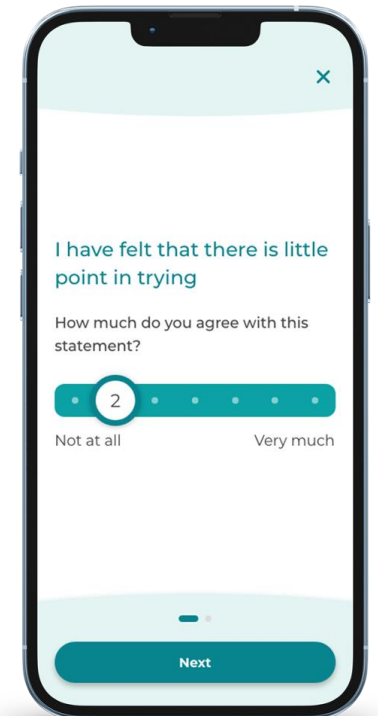 I have felt that there is little
point in trying
How much do you agree with this
statement?
2
Not at all Very much
Next